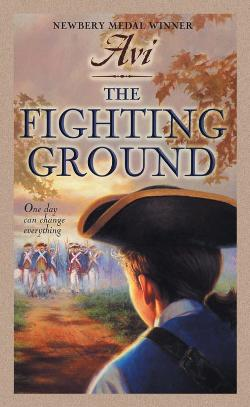 NEWBERY MEDAL WINNER
Avi
THE
FIGHTING
GROUND
One day
can change
everything